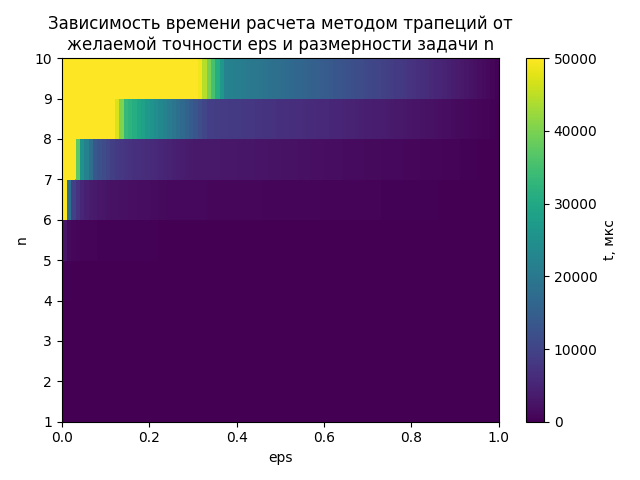 Зависимость времени расчета методом трапеций от
желаемой точности eps и размерности задачи n
10
9
8
7
6
5
4
3
2
1
n
0.0 0.2 0.4 0.6 0.8 1.0
eps
50000
40000
30000
20000
10000
0
t, мкс